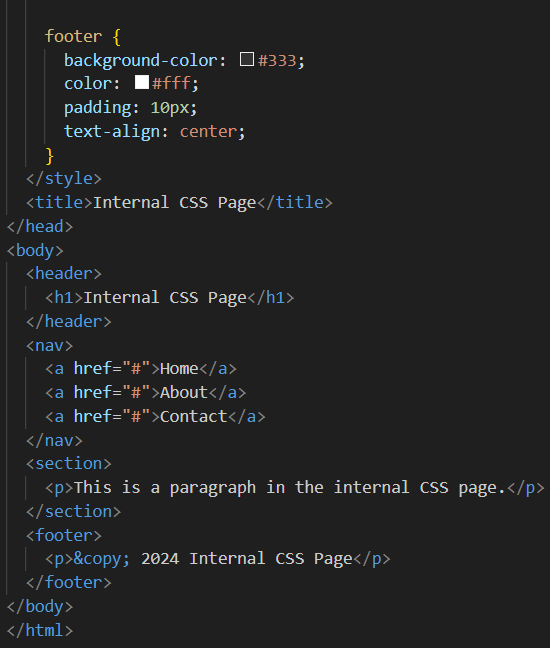 footer {
background-color: #333;
color: #fff;
padding: 10px;
text-align: center;
}
</style>
<title>Internal CSS Page</title>
</head>
<body>
<header>
<h1>Internal CSS Page</h1>
</header>
<nav>
<a href="#">Home</a>
<a href="#">About</a>
<a href="#">Contact</a>
</nav>
<section>
<p>This is a paragraph in the internal CSS page.</p>
</section>
<footer>
<p>&copy; 2024 Internal CSS Page</p>
</footer>
</body>
</html>